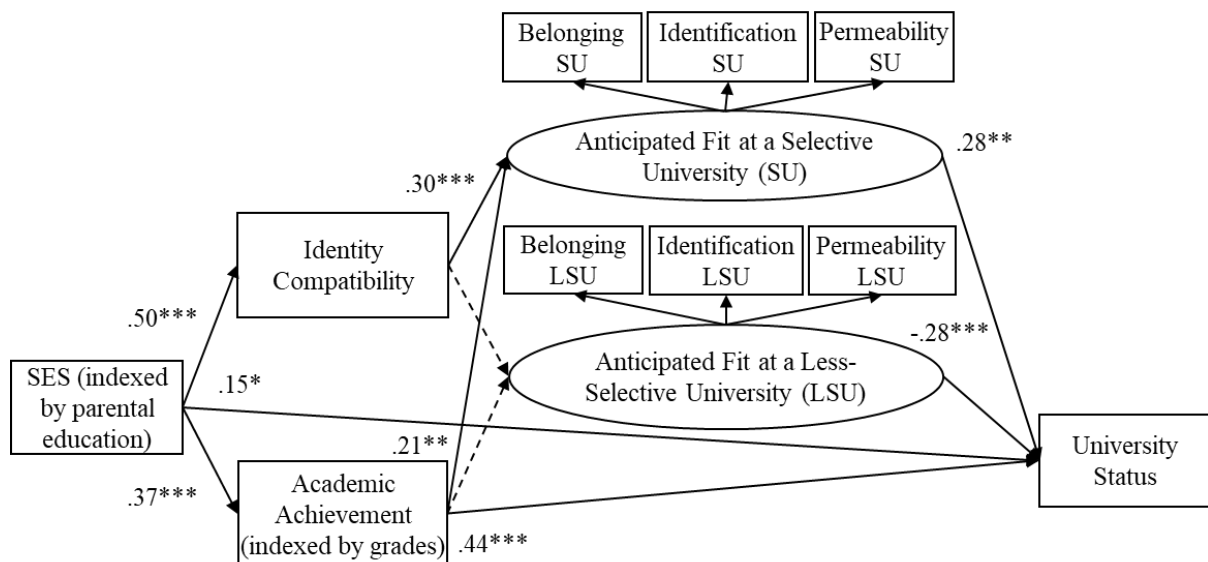 Belonging
SU
Identification
SU
Permeability
SU
Anticipated Fit at a Selective
University (SU)
.28**
.30***
Identity
Compatibility
Belonging
LSU
Identification
LSU
Permeability
LSU
.50***
Anticipated Fit at a Less-
Selective University (LSU)
-.28***
SES (indexed
by parental
education)
.15*
.21**
University
Status
.37***
Academic
Achievement
(indexed by grades)
.44***